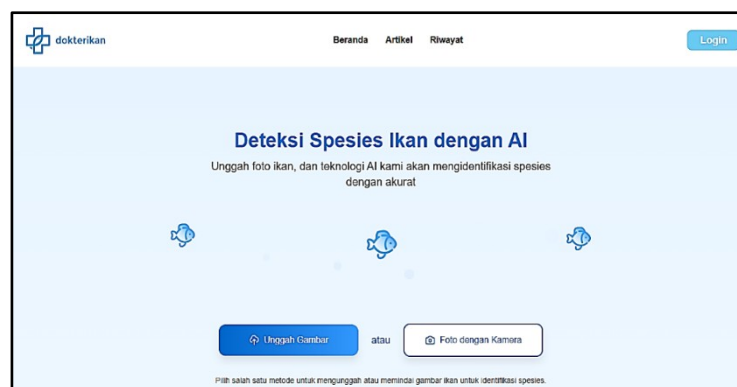 dokterikan
Beranda Artikel Riwayat
Login
Deteksi Spesies Ikan dengan AI
Unggah foto ikan, dan teknologi AI kami akan mengidentifikasi spesies
dengan akurat
Unggah Gambar atau Foto dengan Kamera
Pilih salah satu metode untuk mengunggah atau memindai gambar ikan untuk identifikasi spesies.